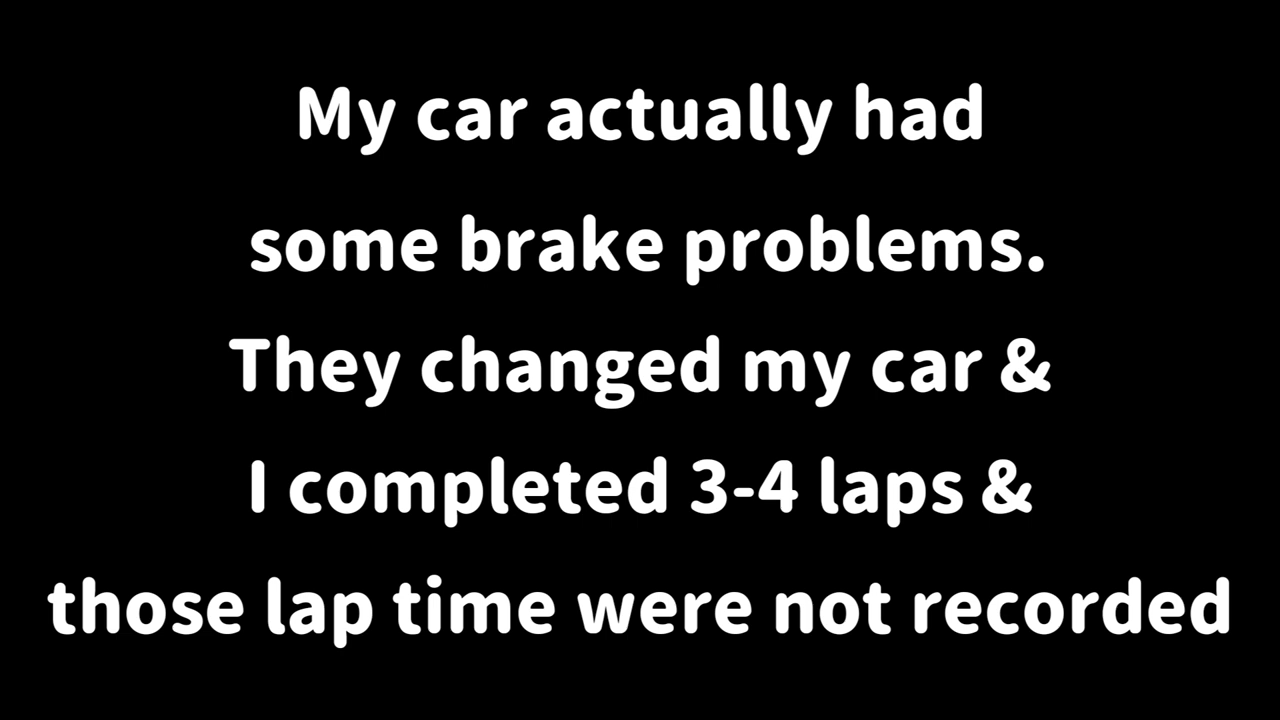 My car actually had
some brake problems.
They changed my car &
I completed 3-4 laps &
those lap time were not recorded